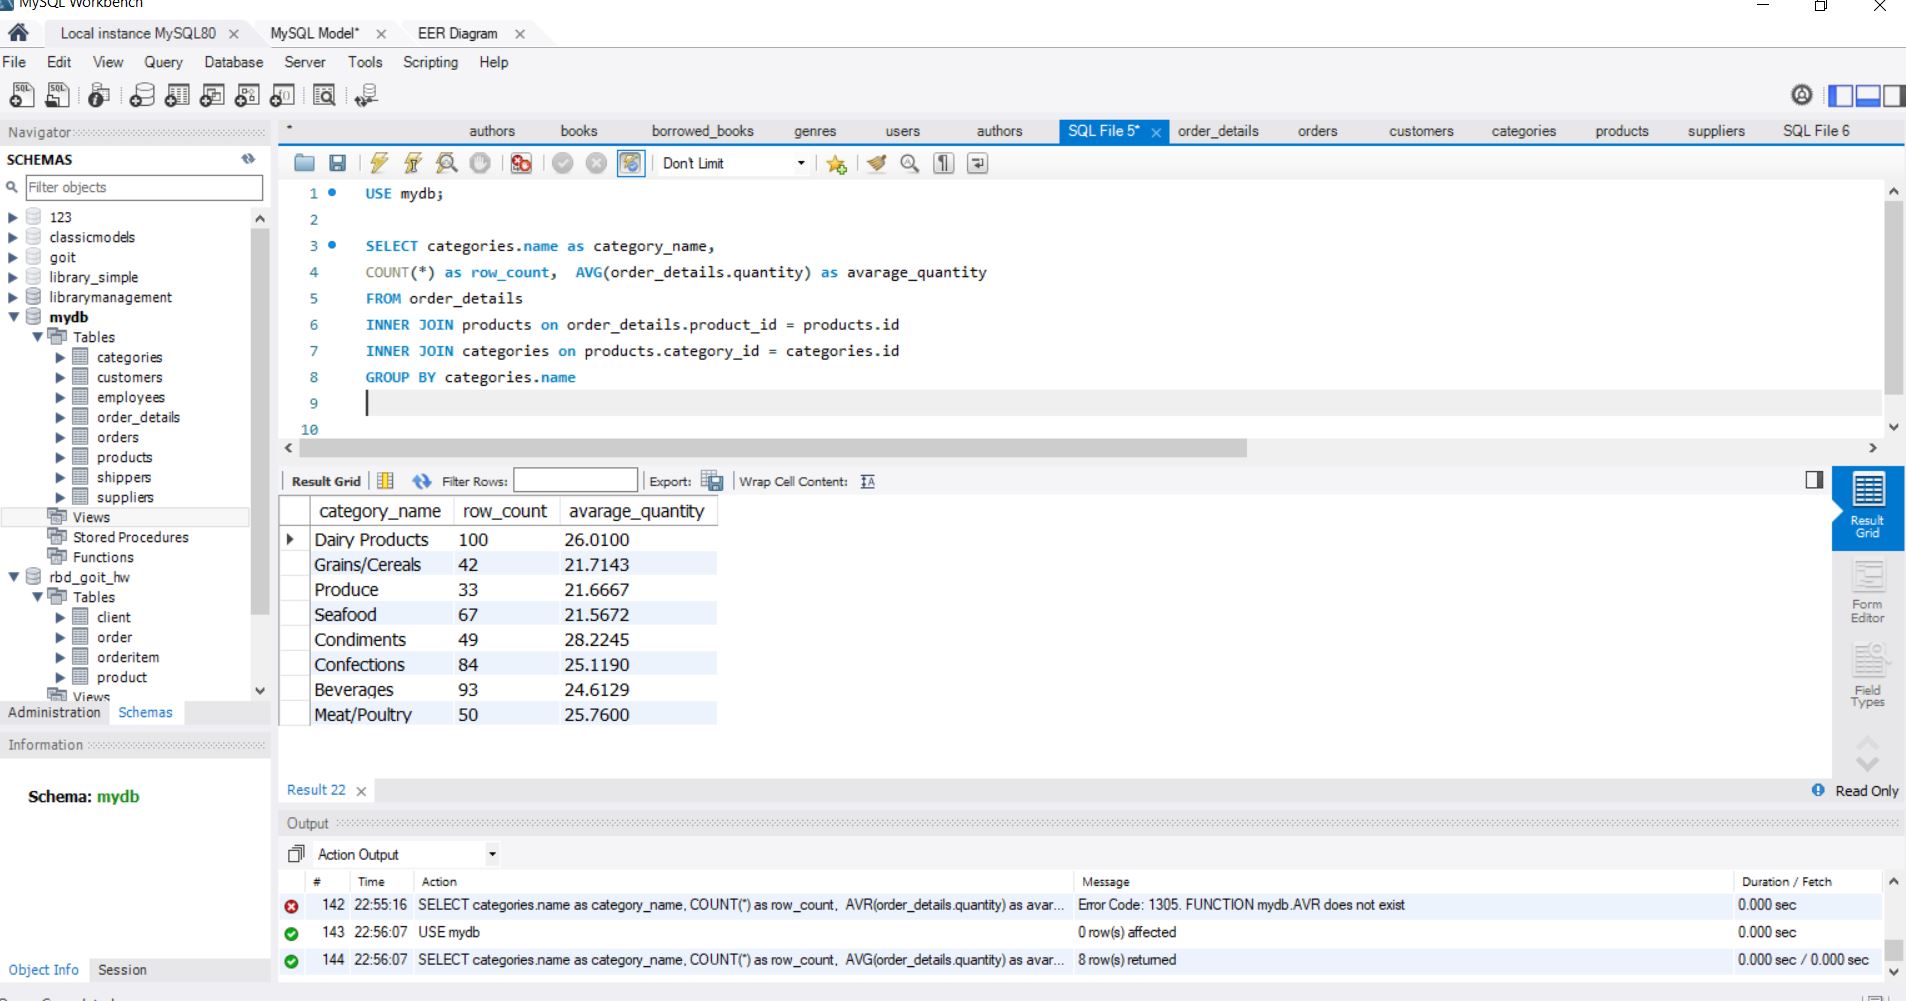 MySQL Workbench
Local instance MySQL80 MySQL Model* EER Diagram
File Edit View Query Database Server Tools Scripting Help
Navigator
* authors books borrowed_books genres users authors SQL File 5* order_details orders customers categories products suppliers SQL File 6
SCHEMAS
Don't Limit
Filter objects
123
classicmodels
goit
library_simple
librarymanagement
mydb
Tables
categories
customers
employees
order_details
orders
products
shippers
suppliers
Views
Stored Procedures
Functions
rbd_goit_hw
Tables
client
order
orderitem
product
Views
Administration Schemas
Information
Schema: mydb
Object Info Session
1 USE mydb;
2
3 SELECT categories.name as category_name,
4 COUNT(*) as row_count, AVG(order_details.quantity) as avarage_quantity
5 FROM order_details
6 INNER JOIN products on order_details.product_id = products.id
7 INNER JOIN categories on products.category_id = categories.id
8 GROUP BY categories.name
9
10
Result Grid Filter Rows: Export: Wrap Cell Content:
category_name row_count avarage_quantity
Dairy Products 100 26.0100
Grains/Cereals 42 21.7143
Produce 33 21.6667
Seafood 67 21.5672
Condiments 49 28.2245
Confections 84 25.1190
Beverages 93 24.6129
Meat/Poultry 50 25.7600
Result
Grid
Form
Editor
Field
Types
Result 22 Read Only
Output
Action Output
# Time Action Message Duration / Fetch
142 22:55:16 SELECT categories.name as category_name, COUNT(*) as row_count, AVR(order_details.quantity) as avar... Error Code: 1305. FUNCTION mydb.AVR does not exist 0.000 sec
143 22:56:07 USE mydb 0 row(s) affected 0.000 sec
144 22:56:07 SELECT categories.name as category_name, COUNT(*) as row_count, AVG(order_details.quantity) as avar... 8 row(s) returned 0.000 sec / 0.000 sec